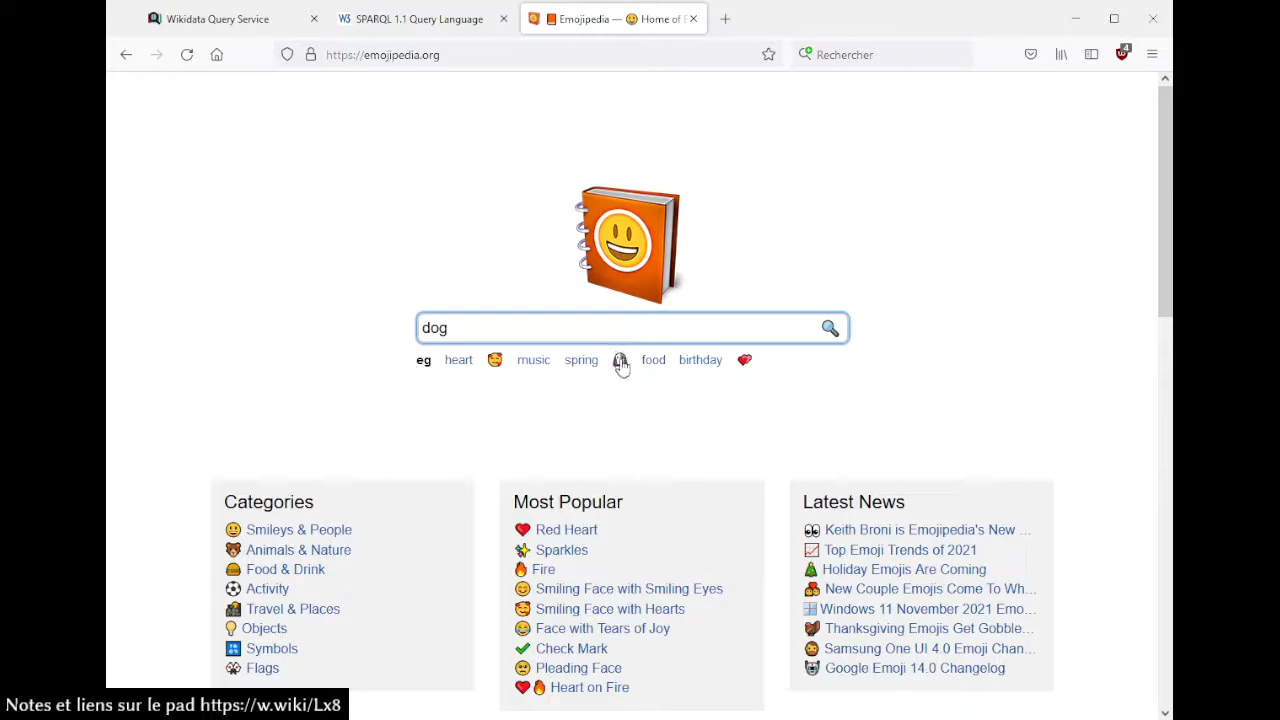 Wikidata Query Service
W3 SPARQL 1.1 Query Language
Emojipedia — 😃 Home of E
https://emojipedia.org
Rechercher
4
dog
eg heart music spring food birthday
Categories
Smileys & People
Animals & Nature
Food & Drink
Activity
Travel & Places
Objects
Symbols
Flags
Most Popular
Red Heart
Sparkles
Fire
Smiling Face with Smiling Eyes
Smiling Face with Hearts
Face with Tears of Joy
Check Mark
Pleading Face
Heart on Fire
Latest News
Keith Broni is Emojipedia's New ...
Top Emoji Trends of 2021
Holiday Emojis Are Coming
New Couple Emojis Come To Wh...
Windows 11 November 2021 Emo...
Thanksgiving Emojis Get Gobble...
Samsung One UI 4.0 Emoji Chan...
Google Emoji 14.0 Changelog
Notes et liens sur le pad https://w.wiki/Lx8